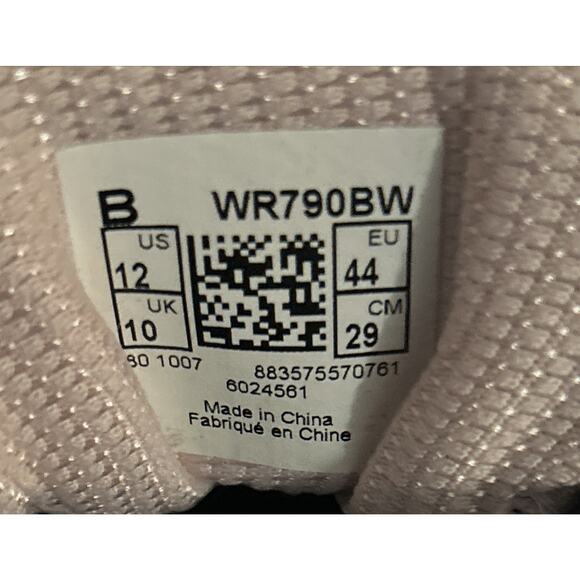 B WR790BW
US EU
12 44
UK CM
10 29
80 1007 883575570761
6024561
Made in China
Fabriqué en Chine